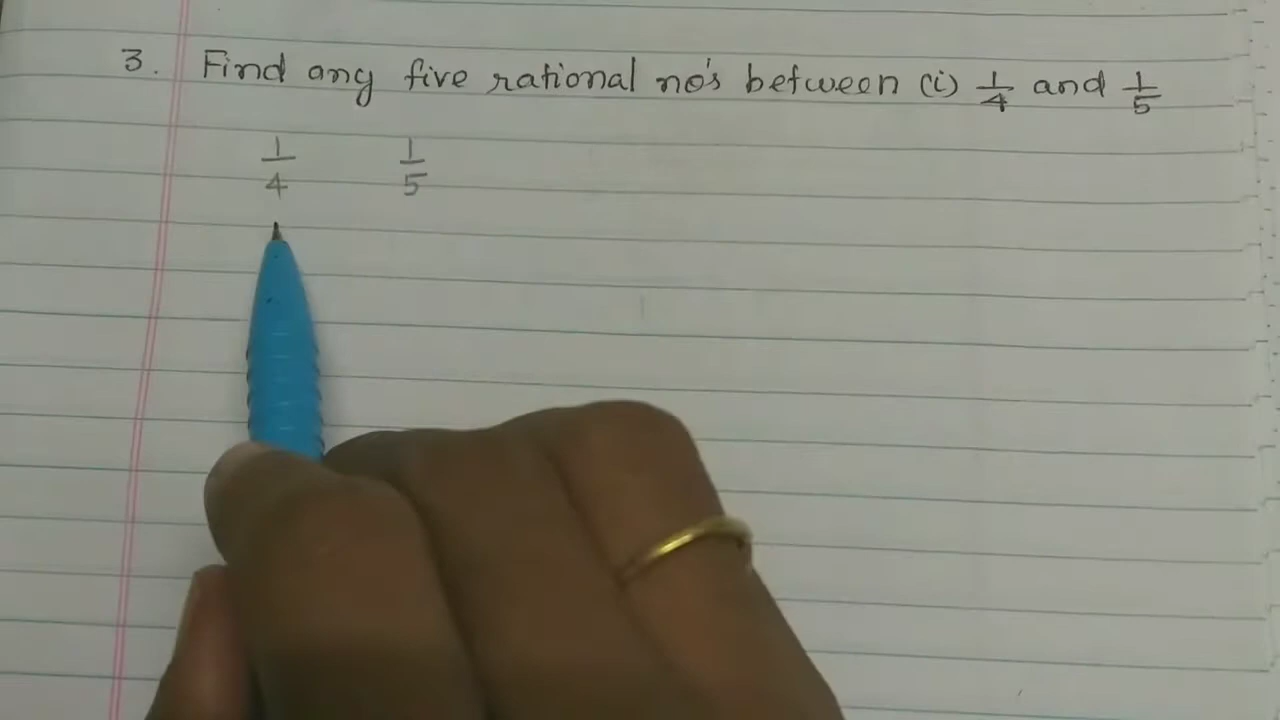 3. Find any five rational no's between (i) 1/4 and 1/5
1/4 1/5